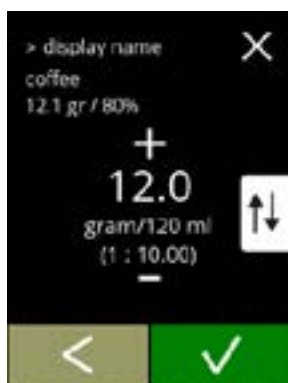 > display name
coffee
12.1 gr / 80%
+
12.0
gram/120 ml
(1 : 10.00)
-